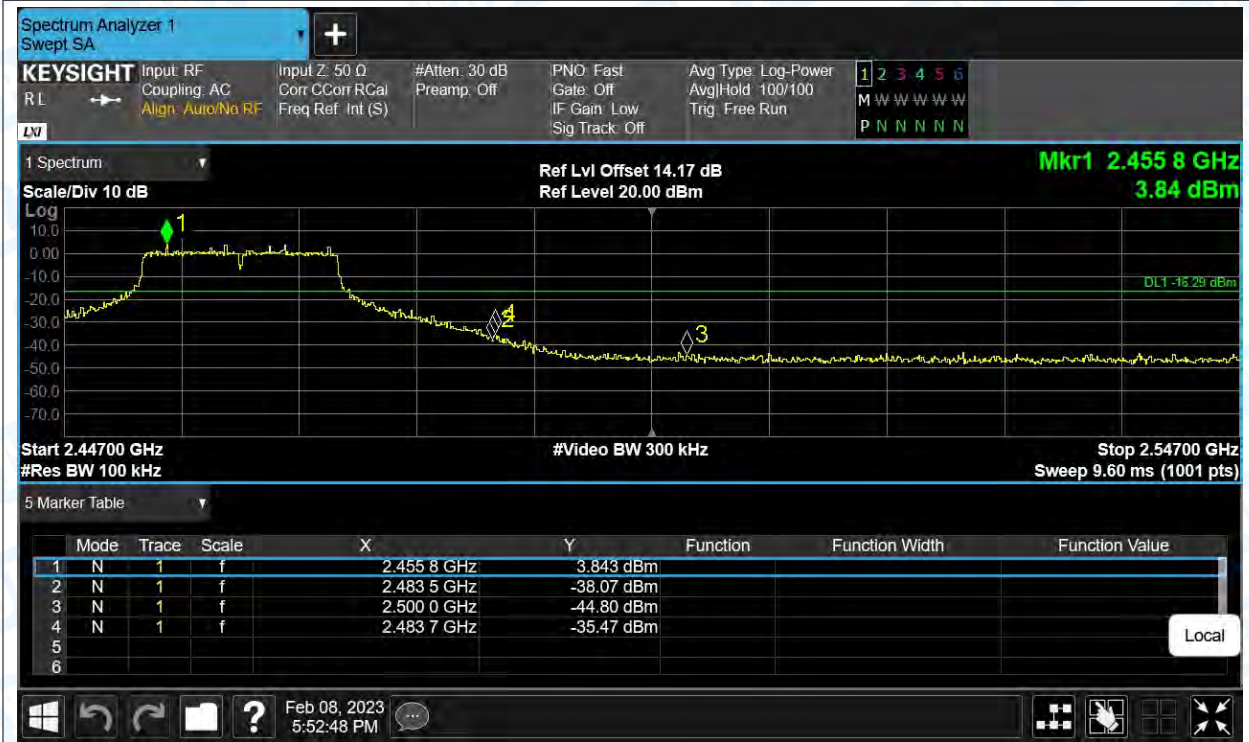 Spectrum Analyzer 1
Swept SA
+
KEYSIGHT
R L
LXI
Input: RF
Coupling: AC
Align: Auto/No RF
Input Z: 50 Ω
Corr CCorr RCal
Freq Ref: Int (S)
#Atten: 30 dB
Preamp: Off
PNO: Fast
Gate: Off
IF Gain: Low
Sig Track: Off
Avg Type: Log-Power
Avg|Hold: 100/100
Trig: Free Run
1 2 3 4 5 6
M W W W W W
P N N N N N
1 Spectrum
Scale/Div 10 dB
Ref Lvl Offset 14.17 dB
Ref Level 20.00 dBm
Mkr1 2.455 8 GHz
3.84 dBm
Log
10.0
0.00
-10.0
-20.0
-30.0
-40.0
-50.0
-60.0
-70.0
1
2
4
3
DL1 -16.29 dBm
Start 2.44700 GHz
#Res BW 100 kHz
#Video BW 300 kHz
Stop 2.54700 GHz
Sweep 9.60 ms (1001 pts)
5 Marker Table
Mode Trace Scale X Y Function Function Width Function Value
1 N 1 f 2.455 8 GHz 3.843 dBm
2 N 1 f 2.483 5 GHz -38.07 dBm
3 N 1 f 2.500 0 GHz -44.80 dBm
4 N 1 f 2.483 7 GHz -35.47 dBm
5
6
Local
?
Feb 08, 2023
5:52:48 PM